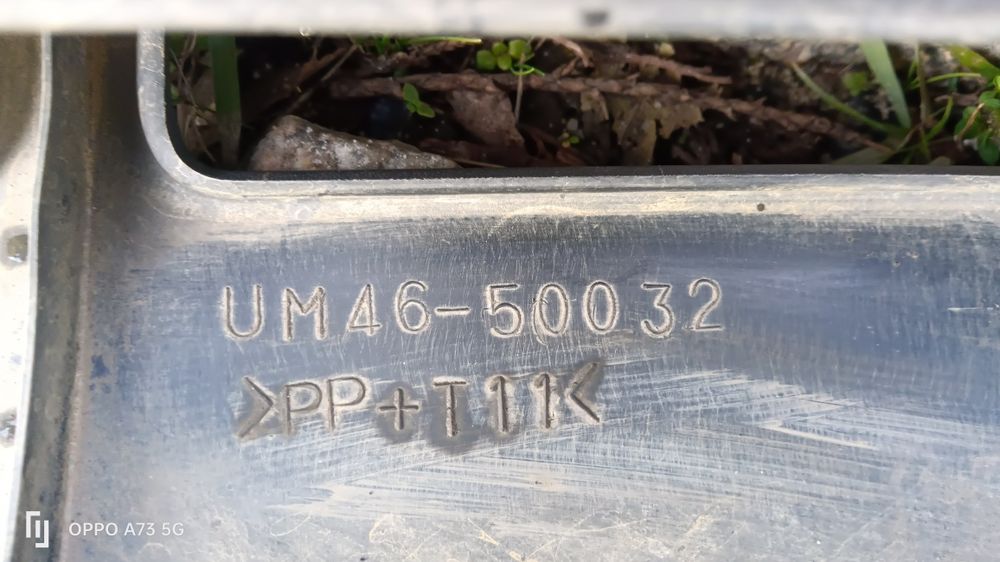 UM46-50032
>PP+T11<
OPPO A73 5G